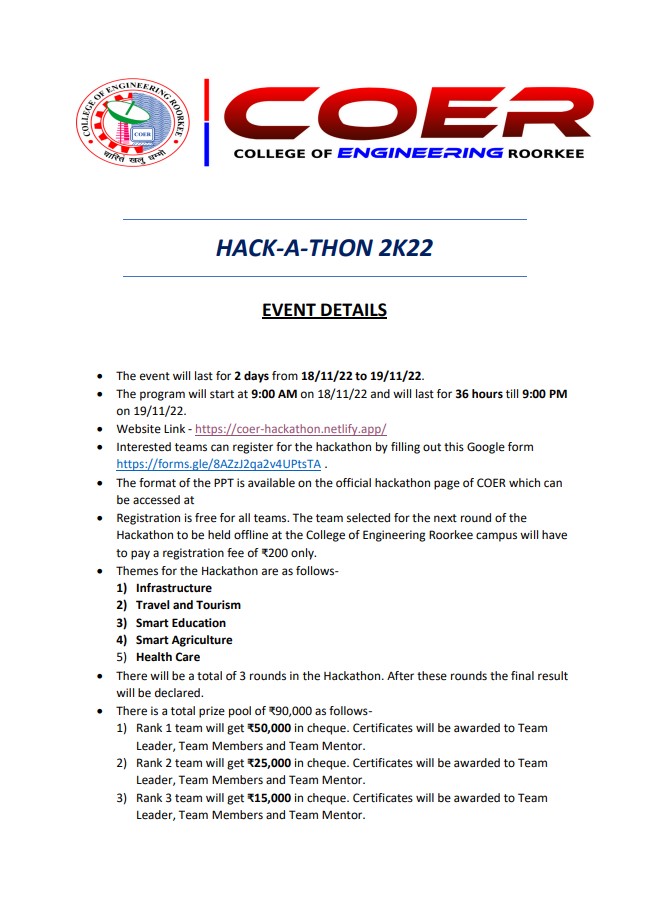 COLLEGE OF ENGINEERING ROORKEE
COER
चारित्तं खलु धम्मो
COER
COLLEGE OF ENGINEERING ROORKEE
HACK-A-THON 2K22
EVENT DETAILS
• The event will last for 2 days from 18/11/22 to 19/11/22.
• The program will start at 9:00 AM on 18/11/22 and will last for 36 hours till 9:00 PM
on 19/11/22.
• Website Link - https://coer-hackathon.netlify.app/
• Interested teams can register for the hackathon by filling out this Google form
https://forms.gle/8AZzJ2qa2v4UPtsTA .
• The format of the PPT is available on the official hackathon page of COER which can
be accessed at
• Registration is free for all teams. The team selected for the next round of the
Hackathon to be held offline at the College of Engineering Roorkee campus will have
to pay a registration fee of ₹200 only.
• Themes for the Hackathon are as follows-
1) Infrastructure
2) Travel and Tourism
3) Smart Education
4) Smart Agriculture
5) Health Care
• There will be a total of 3 rounds in the Hackathon. After these rounds the final result
will be declared.
• There is a total prize pool of ₹90,000 as follows-
1) Rank 1 team will get ₹50,000 in cheque. Certificates will be awarded to Team
Leader, Team Members and Team Mentor.
2) Rank 2 team will get ₹25,000 in cheque. Certificates will be awarded to Team
Leader, Team Members and Team Mentor.
3) Rank 3 team will get ₹15,000 in cheque. Certificates will be awarded to Team
Leader, Team Members and Team Mentor.